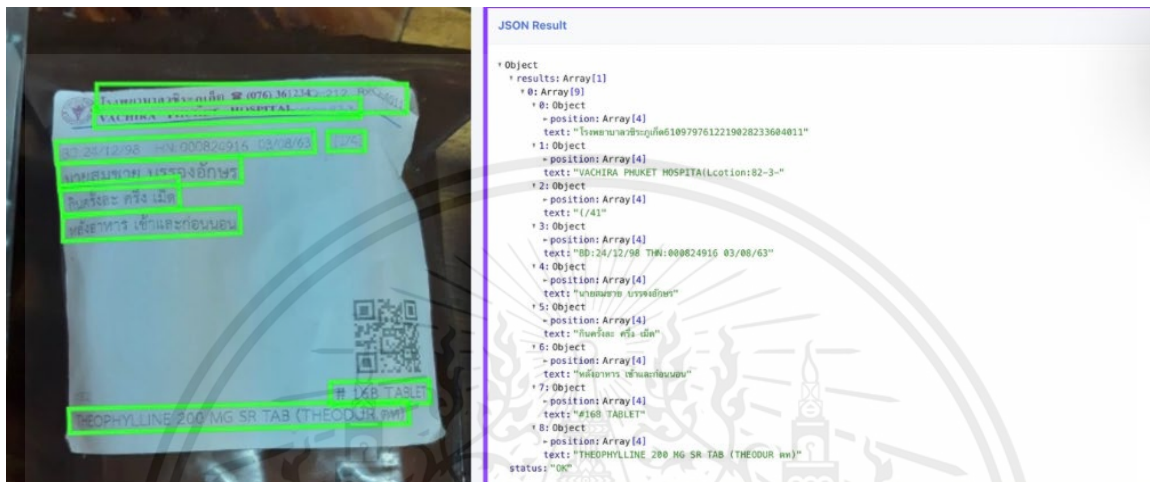 โรงพยาบาลวชิระภูเก็ต ☎ (076) 361234
VACHIRA PHUKET HOSPITAL
BD:24/12/98 HN:000824916 03/08/63
นายสมชาย บรรจงอักษร
กินครั้งละ ครึ่ง เม็ด
หลังอาหาร เช้าและก่อนนอน
# 168 TABLET
THEOPHYLLINE 200 MG SR TAB (THEODUR ตท)
JSON Result
Object
results: Array[1]
0: Array[9]
0: Object
position: Array[4]
text: "โรงพยาบาลวชิระภูเก็ต6109797612219028233604011"
1: Object
position: Array[4]
text: "VACHIRA PHUKET HOSPITA(Lcotion:82-3-"
2: Object
position: Array[4]
text: "(/41"
3: Object
position: Array[4]
text: "BD:24/12/98 THN:000824916 03/08/63"
4: Object
position: Array[4]
text: "นายสมชาย บรรจงอักษร"
5: Object
position: Array[4]
text: "กินครั้งละ ครึ่ง เม็ด"
6: Object
position: Array[4]
text: "หลังอาหาร เช้าและก่อนนอน"
7: Object
position: Array[4]
text: "#168 TABLET"
8: Object
position: Array[4]
text: "THEOPHYLLINE 200 MG SR TAB (THEODUR ตท)"
status: "OK"